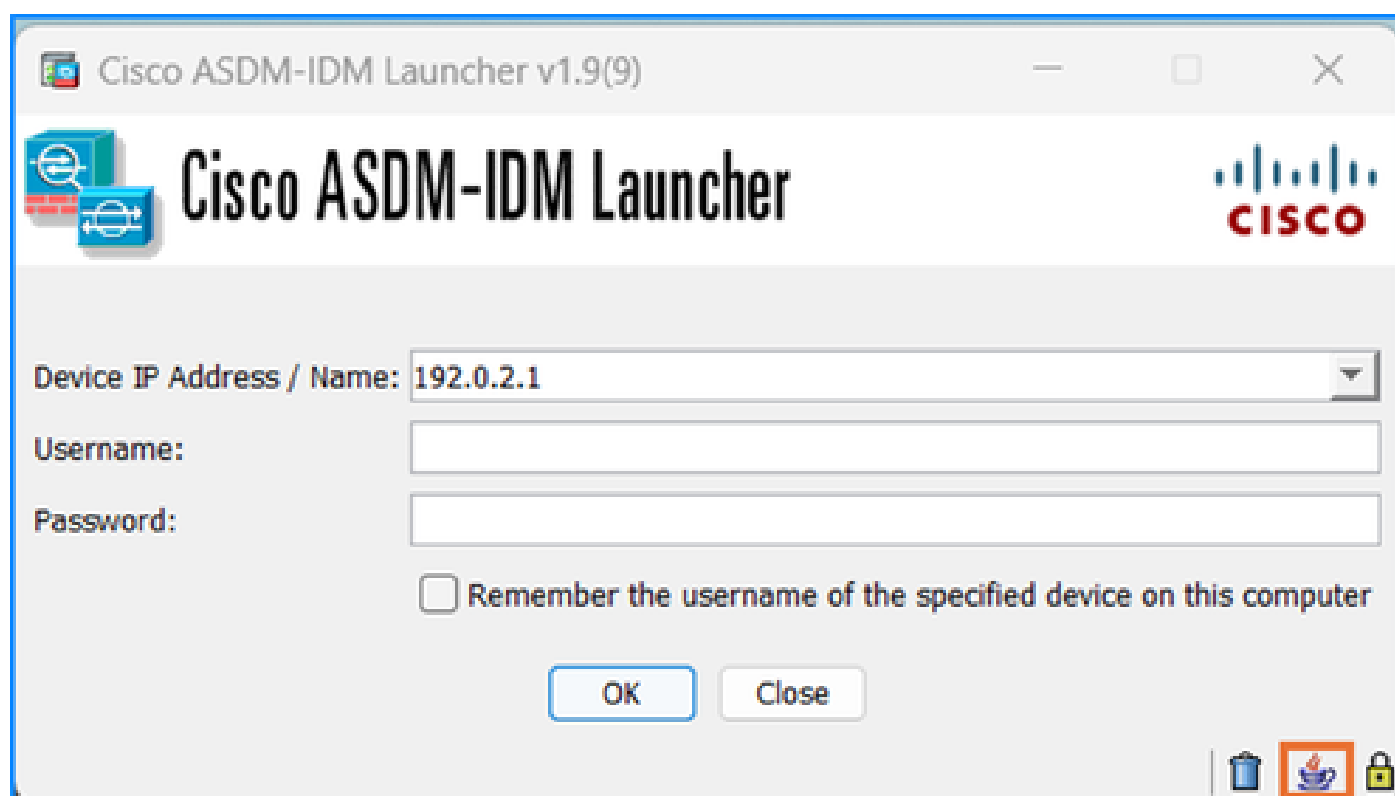 Cisco ASDM-IDM Launcher v1.9(9)
Cisco ASDM-IDM Launcher
CISCO
Device IP Address / Name: 192.0.2.1
Username:
Password:
Remember the username of the specified device on this computer
OK Close